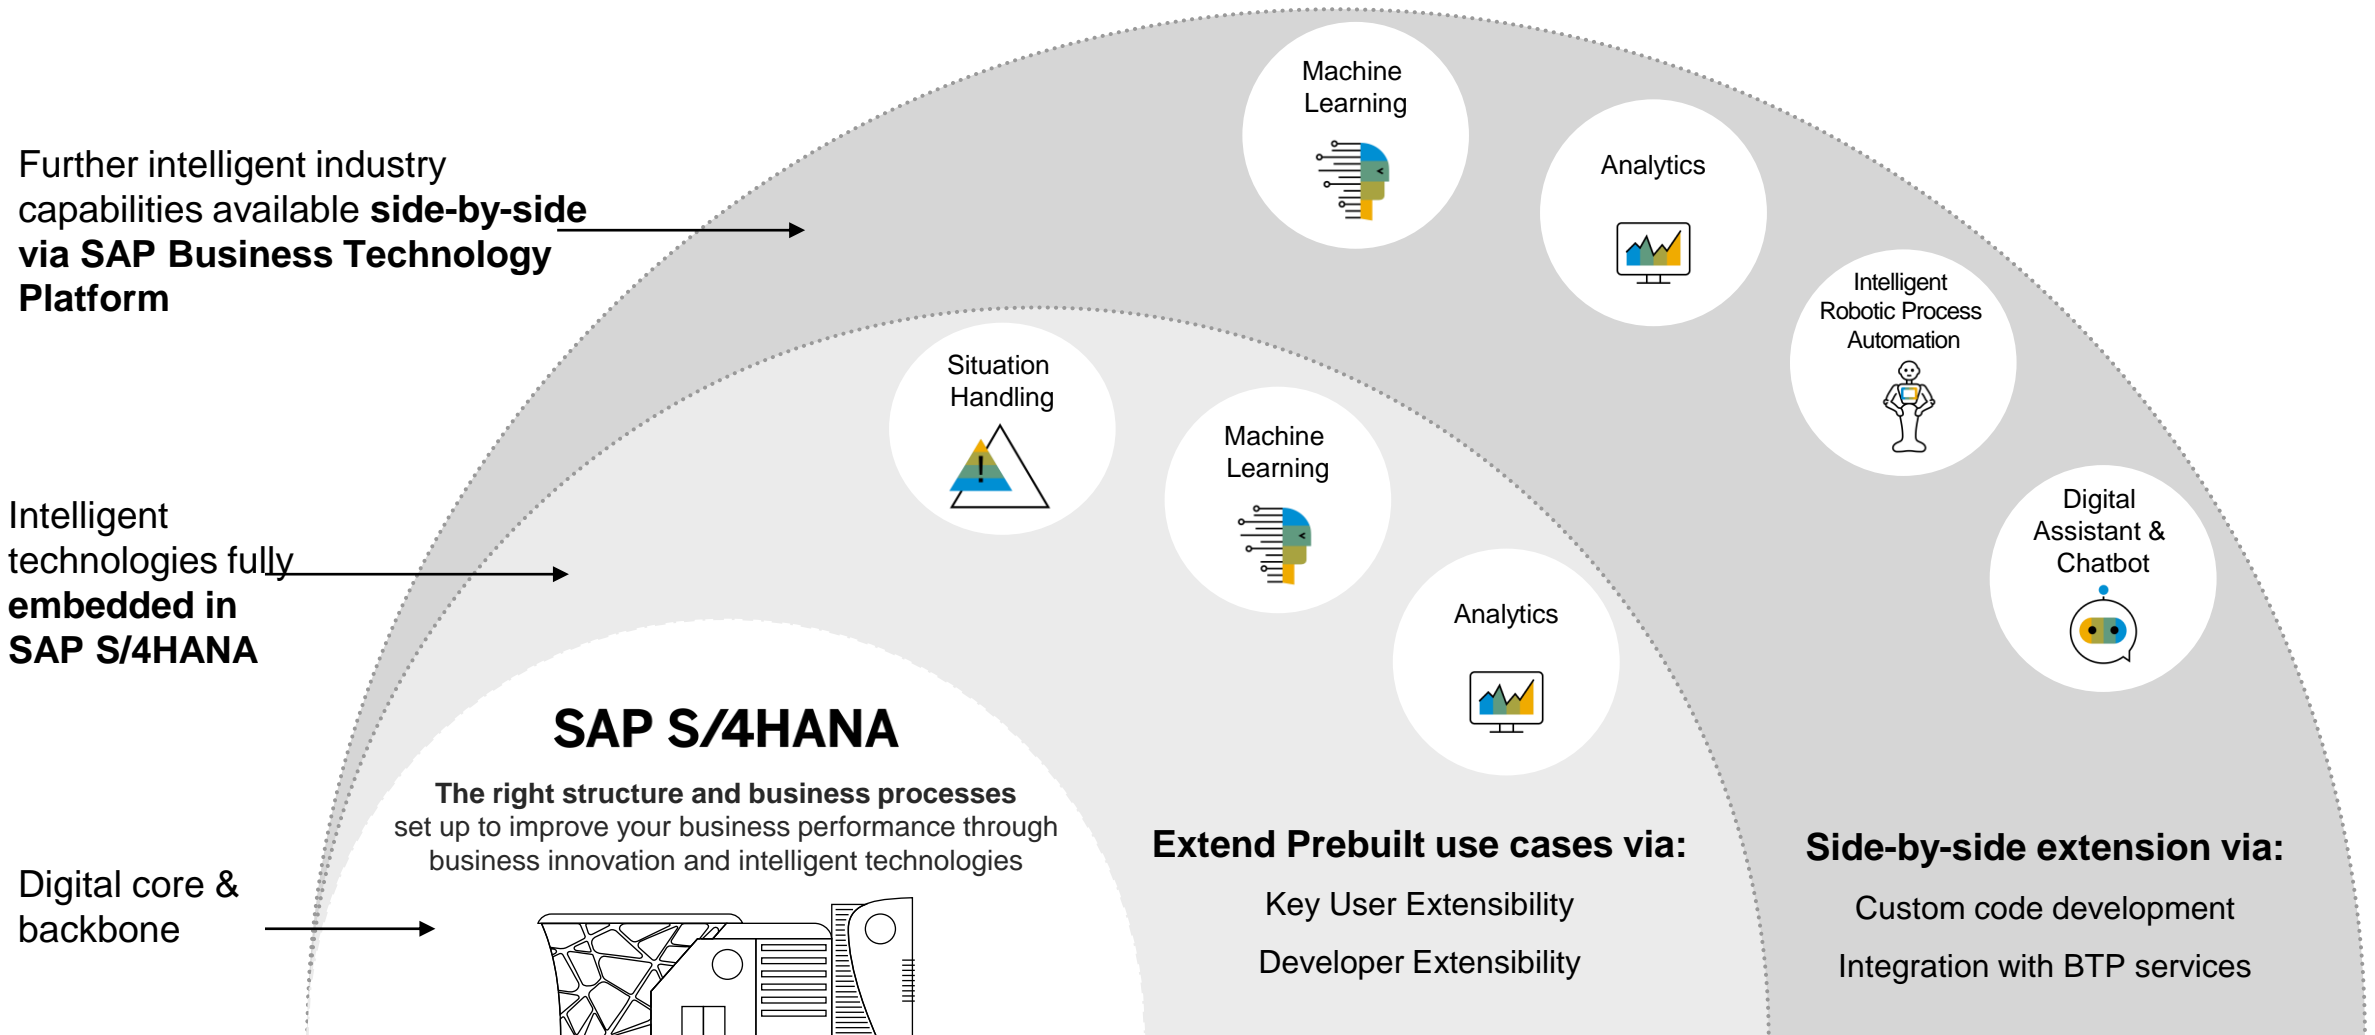 Further intelligent industry
capabilities available side-by-side
via SAP Business Technology
Platform
Intelligent
technologies fully
embedded in
SAP S/4HANA
Digital core &
backbone
Machine
Learning
Analytics
Intelligent
Robotic Process
Automation
Digital
Assistant &
Chatbot
Situation
Handling
!
Machine
Learning
Analytics
SAP S/4HANA
The right structure and business processes
set up to improve your business performance through
business innovation and intelligent technologies
Extend Prebuilt use cases via:
Key User Extensibility
Developer Extensibility
Side-by-side extension via:
Custom code development
Integration with BTP services